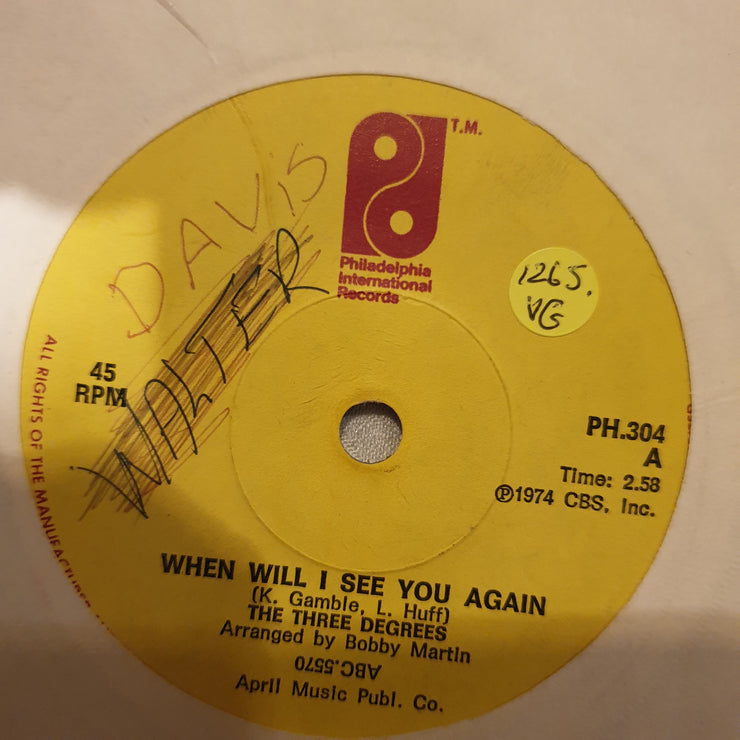 T.M.
Philadelphia
International
Records
DAVIS
WALTER
1265.
VG
45
RPM
PH.304
A
Time: 2.58
Ⓟ1974 CBS, Inc.
ALL RIGHTS OF THE MANUFACTURER
WHEN WILL I SEE YOU AGAIN
(K. Gamble, L. Huff)
THE THREE DEGREES
Arranged by Bobby Martin
ABC.5570
April Music Publ. Co.